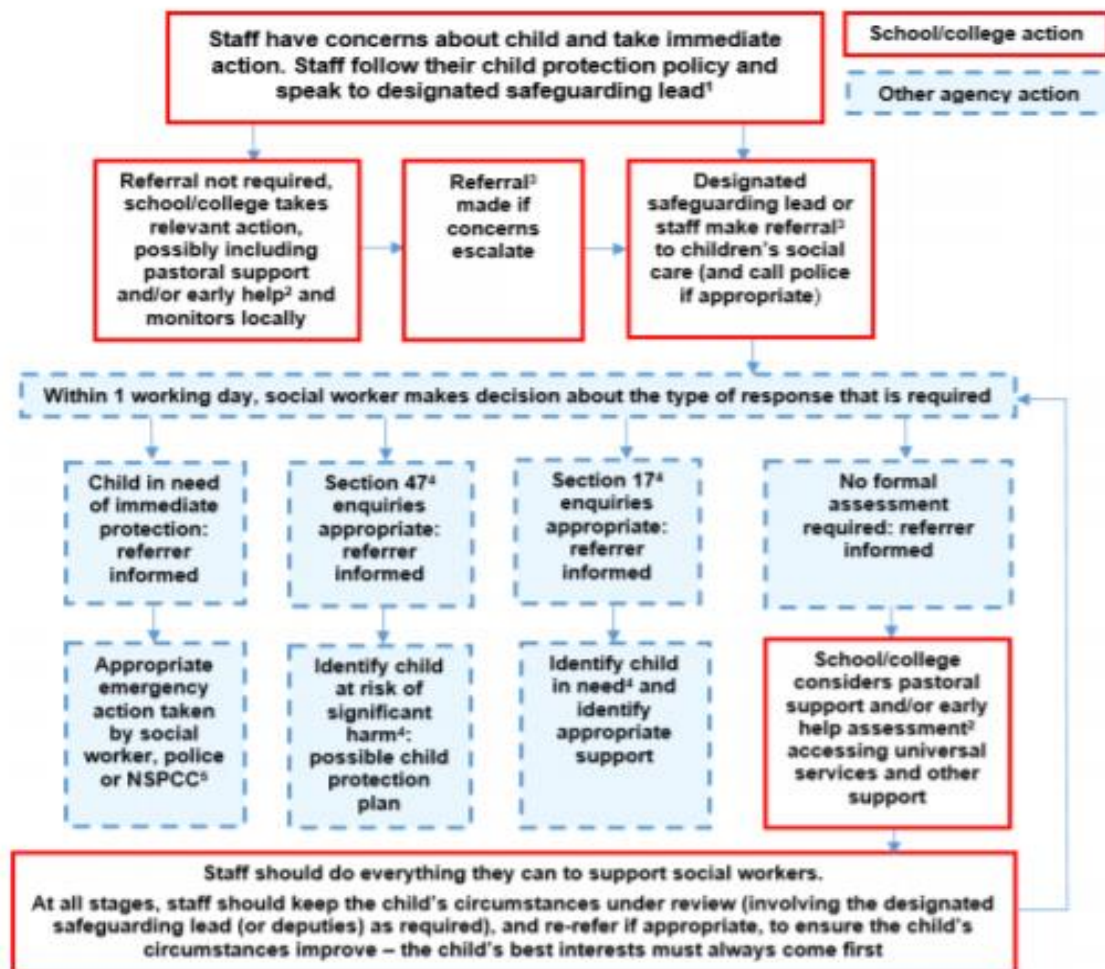 Staff have concerns about child and take immediate
action. Staff follow their child protection policy and
speak to designated safeguarding lead¹
School/college action
Other agency action
Referral not required,
school/college takes
relevant action,
possibly including
pastoral support
and/or early help² and
monitors locally
Referral³
made if
concerns
escalate
Designated
safeguarding lead or
staff make referral³
to children's social
care (and call police
if appropriate)
Within 1 working day, social worker makes decision about the type of response that is required
Child in need
of immediate
protection:
referrer
informed
Section 47⁴
enquiries
appropriate:
referrer
informed
Section 17⁴
enquiries
appropriate:
referrer
informed
No formal
assessment
required: referrer
informed
Appropriate
emergency
action taken
by social
worker, police
or NSPCC⁵
Identify child
at risk of
significant
harm⁴:
possible child
protection
plan
Identify child
in need⁴ and
identify
appropriate
support
School/college
considers pastoral
support and/or early
help assessment²
accessing universal
services and other
support
Staff should do everything they can to support social workers.
At all stages, staff should keep the child's circumstances under review (involving the designated
safeguarding lead (or deputies) as required), and re-refer if appropriate, to ensure the child's
circumstances improve – the child's best interests must always come first